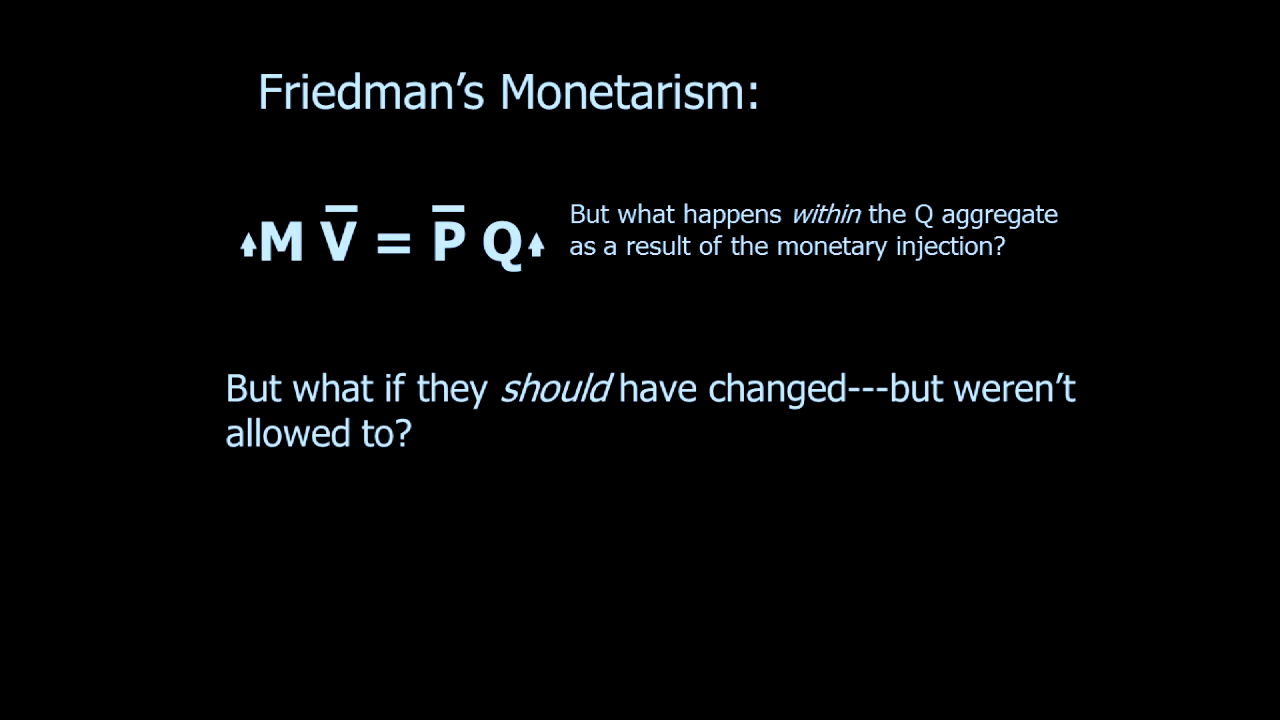 Friedman’s Monetarism:
↑M V̅ = P̅ Q↑
But what happens within the Q aggregate
as a result of the monetary injection?
But what if they should have changed---but weren’t
allowed to?